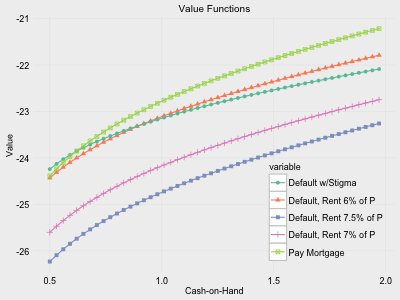 Value Functions
-21
-22
-23
-24
-25
-26
Value
0.5
1.0
1.5
2.0
Cash-on-Hand
variable
Default w/Stigma
Default, Rent 6% of P
Default, Rent 7.5% of P
Default, Rent 7% of P
Pay Mortgage